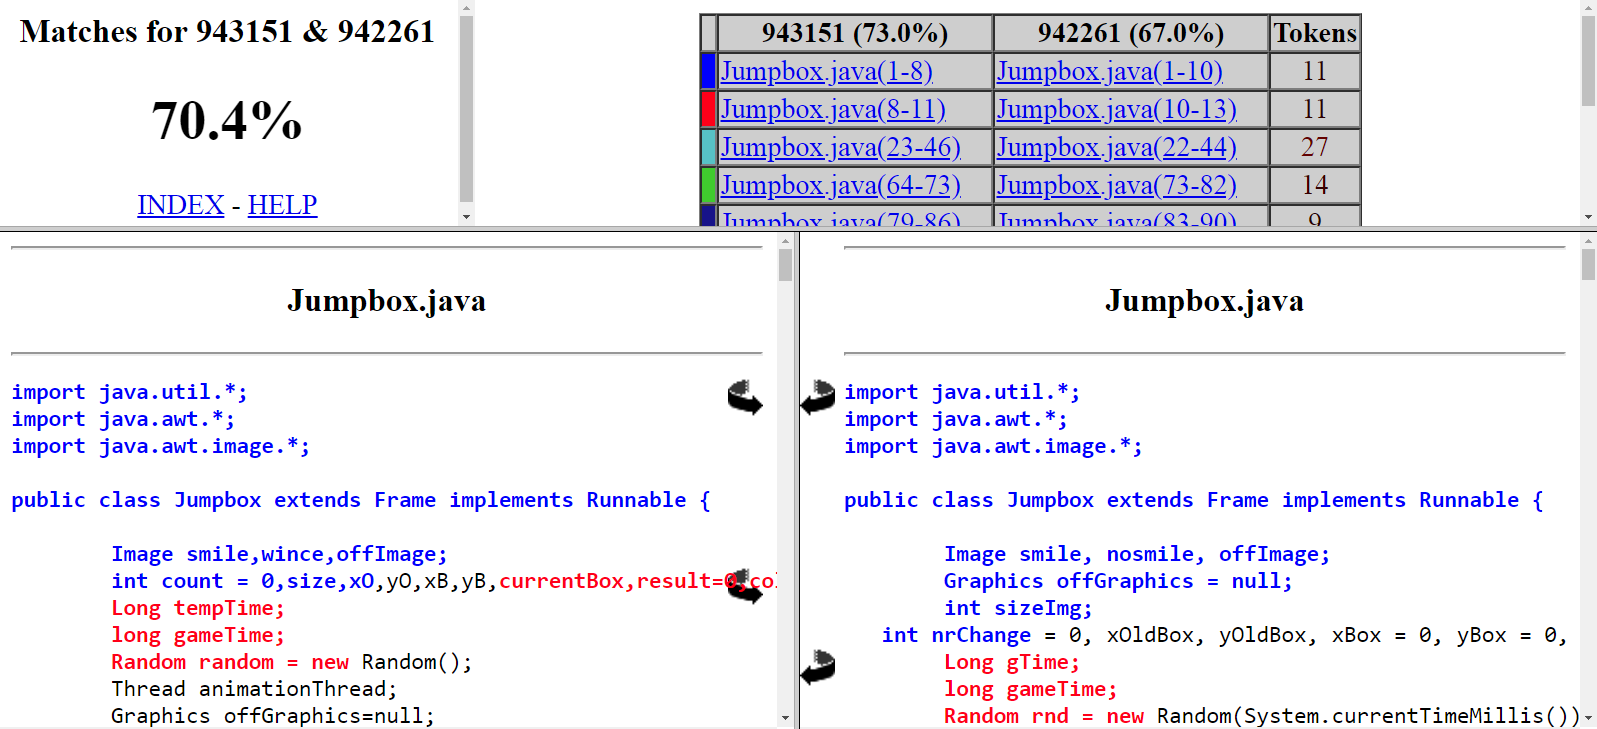 Matches for 943151 & 942261
70.4%
INDEX - HELP
943151 (73.0%) 942261 (67.0%) Tokens
Jumpbox.java(1-8) Jumpbox.java(1-10) 11
Jumpbox.java(8-11) Jumpbox.java(10-13) 11
Jumpbox.java(23-46) Jumpbox.java(22-44) 27
Jumpbox.java(64-73) Jumpbox.java(73-82) 14
Jumpbox.java(79-86) Jumpbox.java(83-90) 9
Jumpbox.java
import java.util.*;
import java.awt.*;
import java.awt.image.*;
public class Jumpbox extends Frame implements Runnable {
Image smile,wince,offImage;
int count = 0,size,xO,yO,xB,yB,currentBox,result=0,col
Long tempTime;
long gameTime;
Random random = new Random();
Thread animationThread;
Graphics offGraphics=null;
Jumpbox.java
import java.util.*;
import java.awt.*;
import java.awt.image.*;
public class Jumpbox extends Frame implements Runnable {
Image smile, nosmile, offImage;
Graphics offGraphics = null;
int sizeImg;
int nrChange = 0, xOldBox, yOldBox, xBox = 0, yBox = 0,
Long gTime;
long gameTime;
Random rnd = new Random(System.currentTimeMillis())